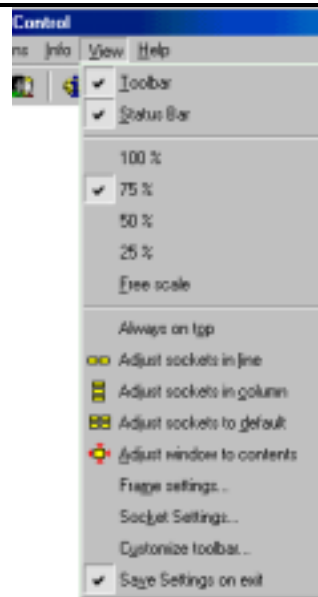 Control
ns Info View Help
Toolbar
Status Bar
100 %
75 %
50 %
25 %
Free scale
Always on top
Adjust sockets in line
Adjust sockets in column
Adjust sockets to default
Adjust window to contents
Frame settings...
Socket Settings...
Customize toolbar...
Save Settings on exit